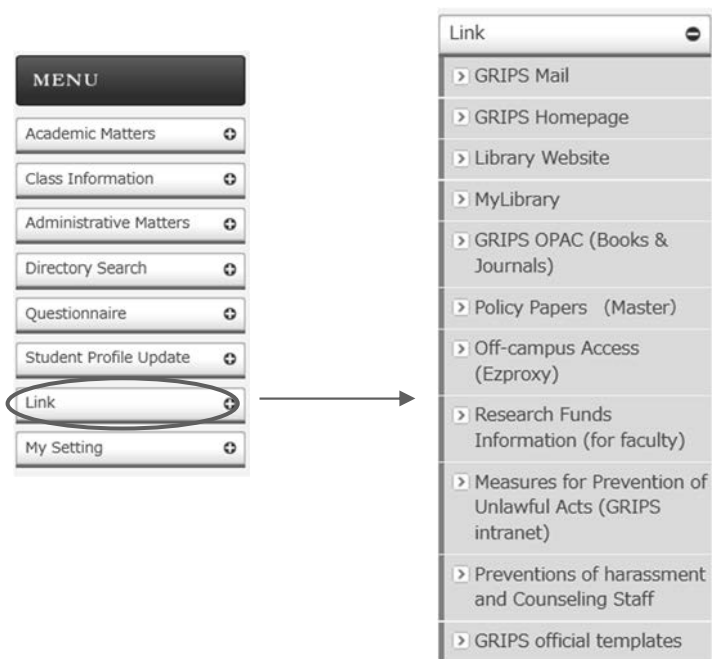 MENU
Academic Matters
Class Information
Administrative Matters
Directory Search
Questionnaire
Student Profile Update
Link
My Setting
Link
GRIPS Mail
GRIPS Homepage
Library Website
MyLibrary
GRIPS OPAC (Books &
Journals)
Policy Papers (Master)
Off-campus Access
(Ezproxy)
Research Funds
Information (for faculty)
Measures for Prevention of
Unlawful Acts (GRIPS
intranet)
Preventions of harassment
and Counseling Staff
GRIPS official templates